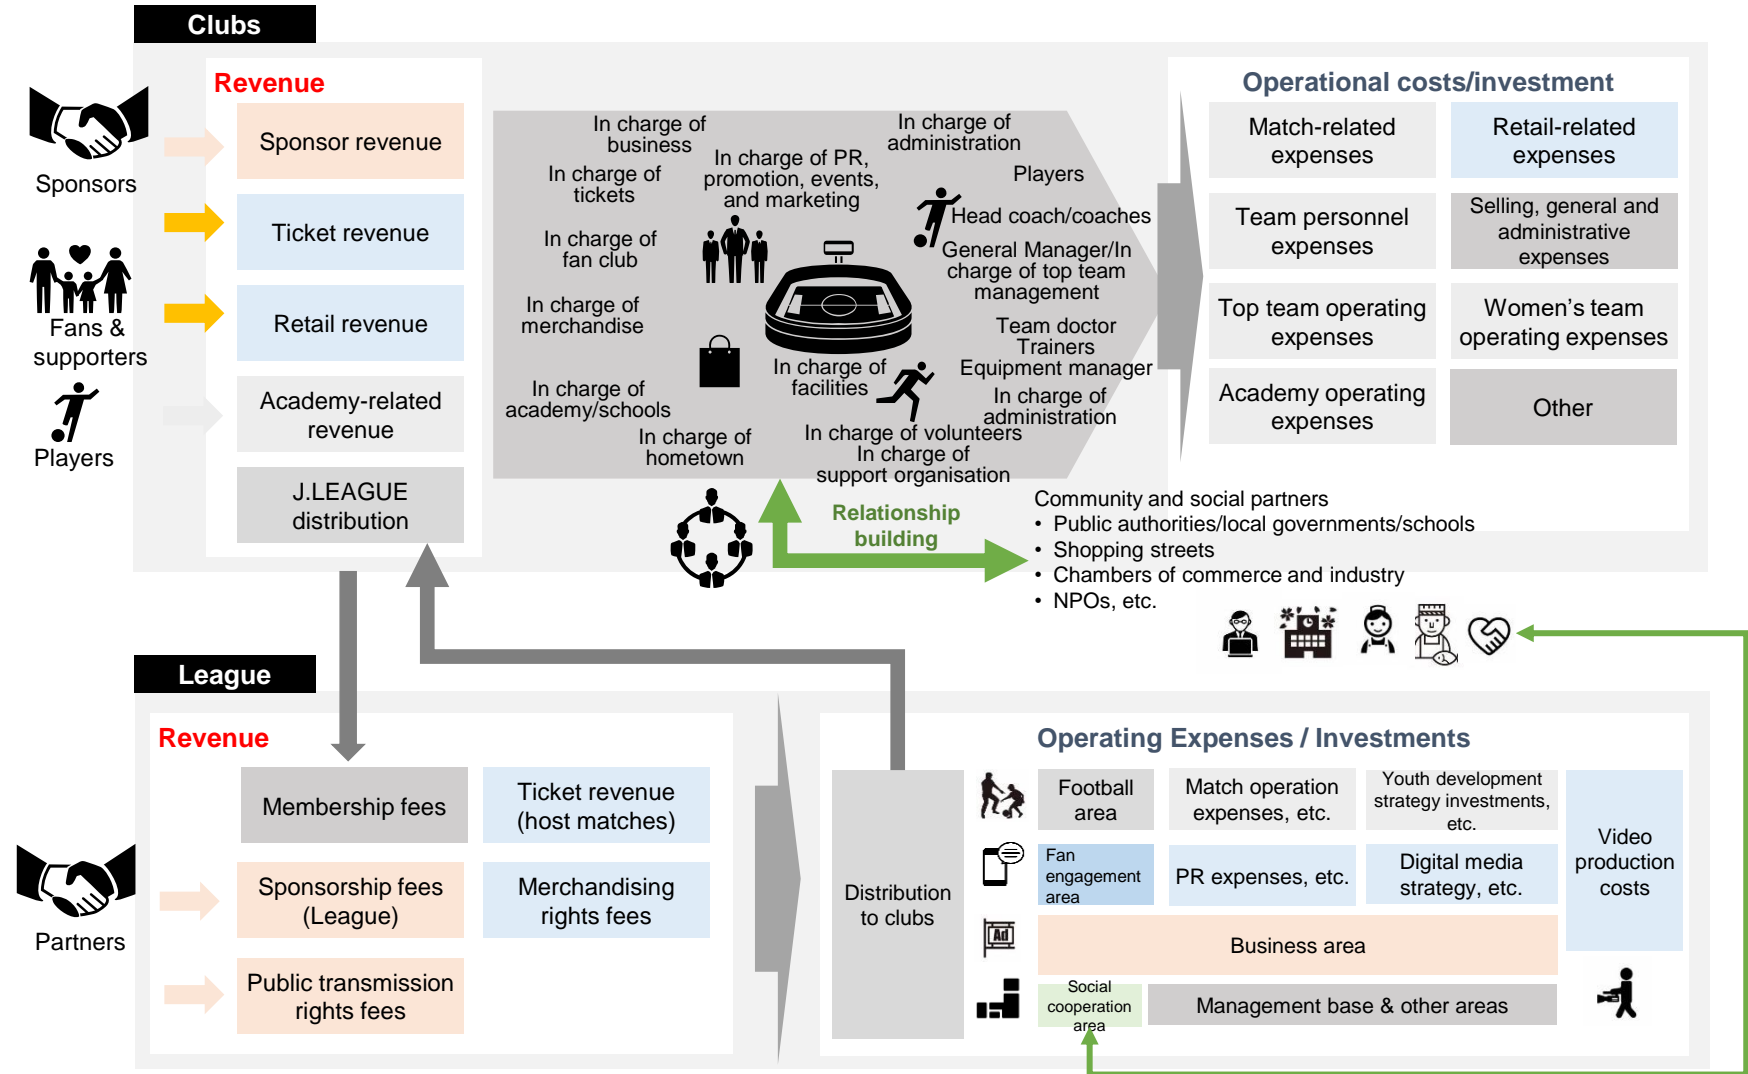 Clubs
Revenue
Sponsors
Fans &
supporters
Players
Sponsor revenue
Ticket revenue
Retail revenue
Academy-related
revenue
J.LEAGUE
distribution
In charge of
business
In charge of
administration
In charge of PR,
promotion, events,
and marketing
In charge of
tickets
Players
Head coach/coaches
In charge of
fan club
General Manager/In
charge of top team
management
In charge of
merchandise
Team doctor
Trainers
Equipment manager
In charge of
facilities
In charge of
academy/schools
In charge of
administration
In charge of
hometown
In charge of volunteers
In charge of
support organisation
Operational costs/investment
Match-related
expenses
Retail-related
expenses
Team personnel
expenses
Selling, general and
administrative
expenses
Top team operating
expenses
Women’s team
operating expenses
Academy operating
expenses
Other
Relationship
building
Community and social partners
• Public authorities/local governments/schools
• Shopping streets
• Chambers of commerce and industry
• NPOs, etc.
League
Revenue
Partners
Membership fees
Ticket revenue
(host matches)
Sponsorship fees
(League)
Merchandising
rights fees
Public transmission
rights fees
Operating Expenses / Investments
Distribution
to clubs
Football
area
Match operation
expenses, etc.
Youth development
strategy investments,
etc.
Fan
engagement
area
PR expenses, etc.
Digital media
strategy, etc.
Video
production
costs
Ad
Business area
Social
cooperation
area
Management base & other areas